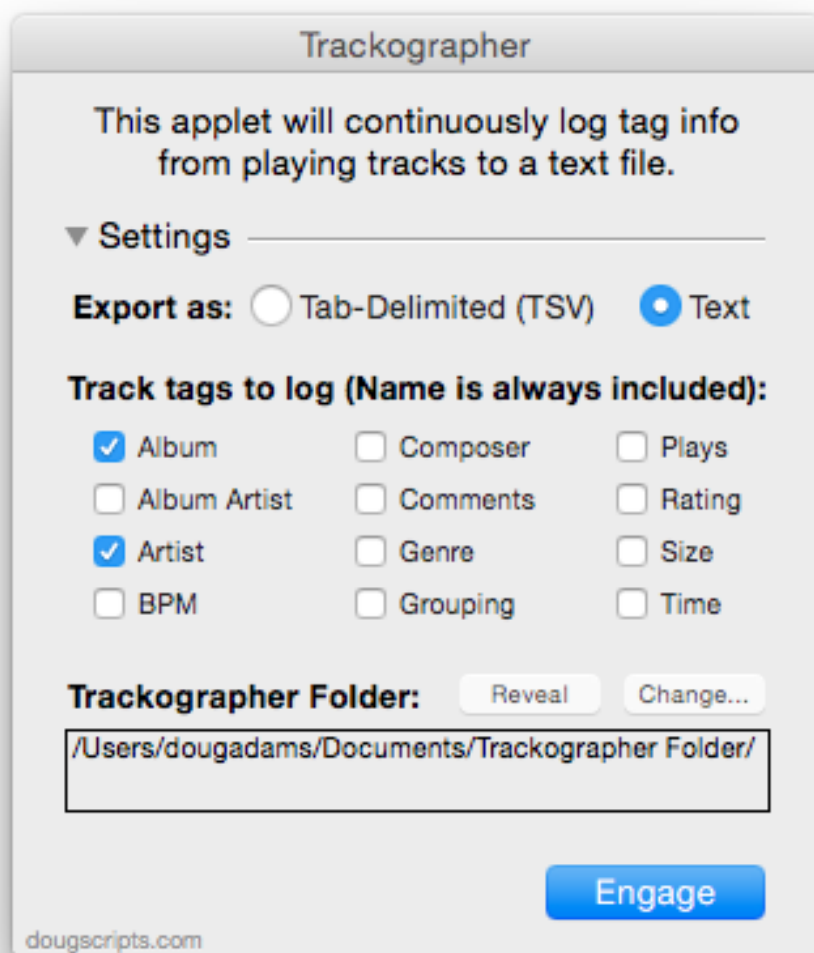 Trackographer
This applet will continuously log tag info
from playing tracks to a text file.
Settings
Export as: Tab-Delimited (TSV) Text
Track tags to log (Name is always included):
Album Composer Plays
Album Artist Comments Rating
Artist Genre Size
BPM Grouping Time
Trackographer Folder: Reveal Change...
/Users/dougadams/Documents/Trackographer Folder/
Engage
dougscripts.com